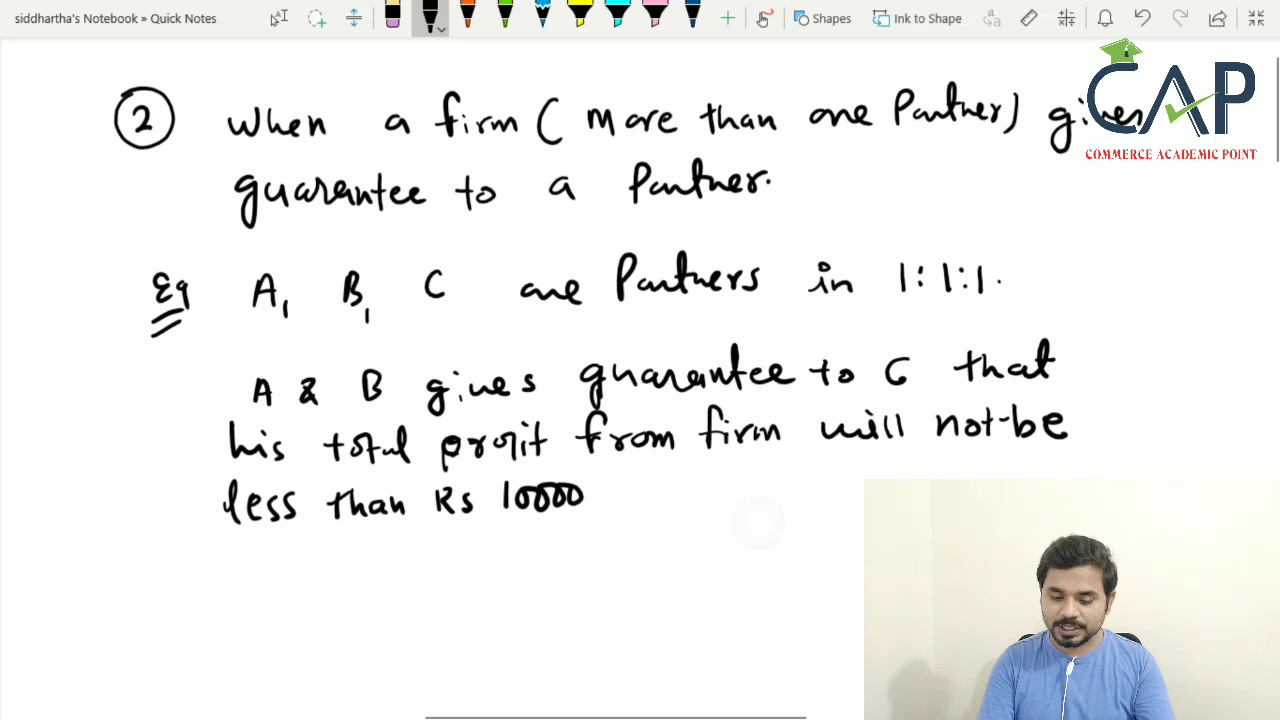 siddhartha's Notebook » Quick Notes
Shapes
Ink to Shape
CAP
COMMERCE ACADEMIC POINT
② When a firm ( More than one Partner) gives
guarantee to a Partner.
Eg A, B, C are Partners in 1:1:1.
A & B gives guarantee to C that
his total profit from firm will not be
less than Rs 10000